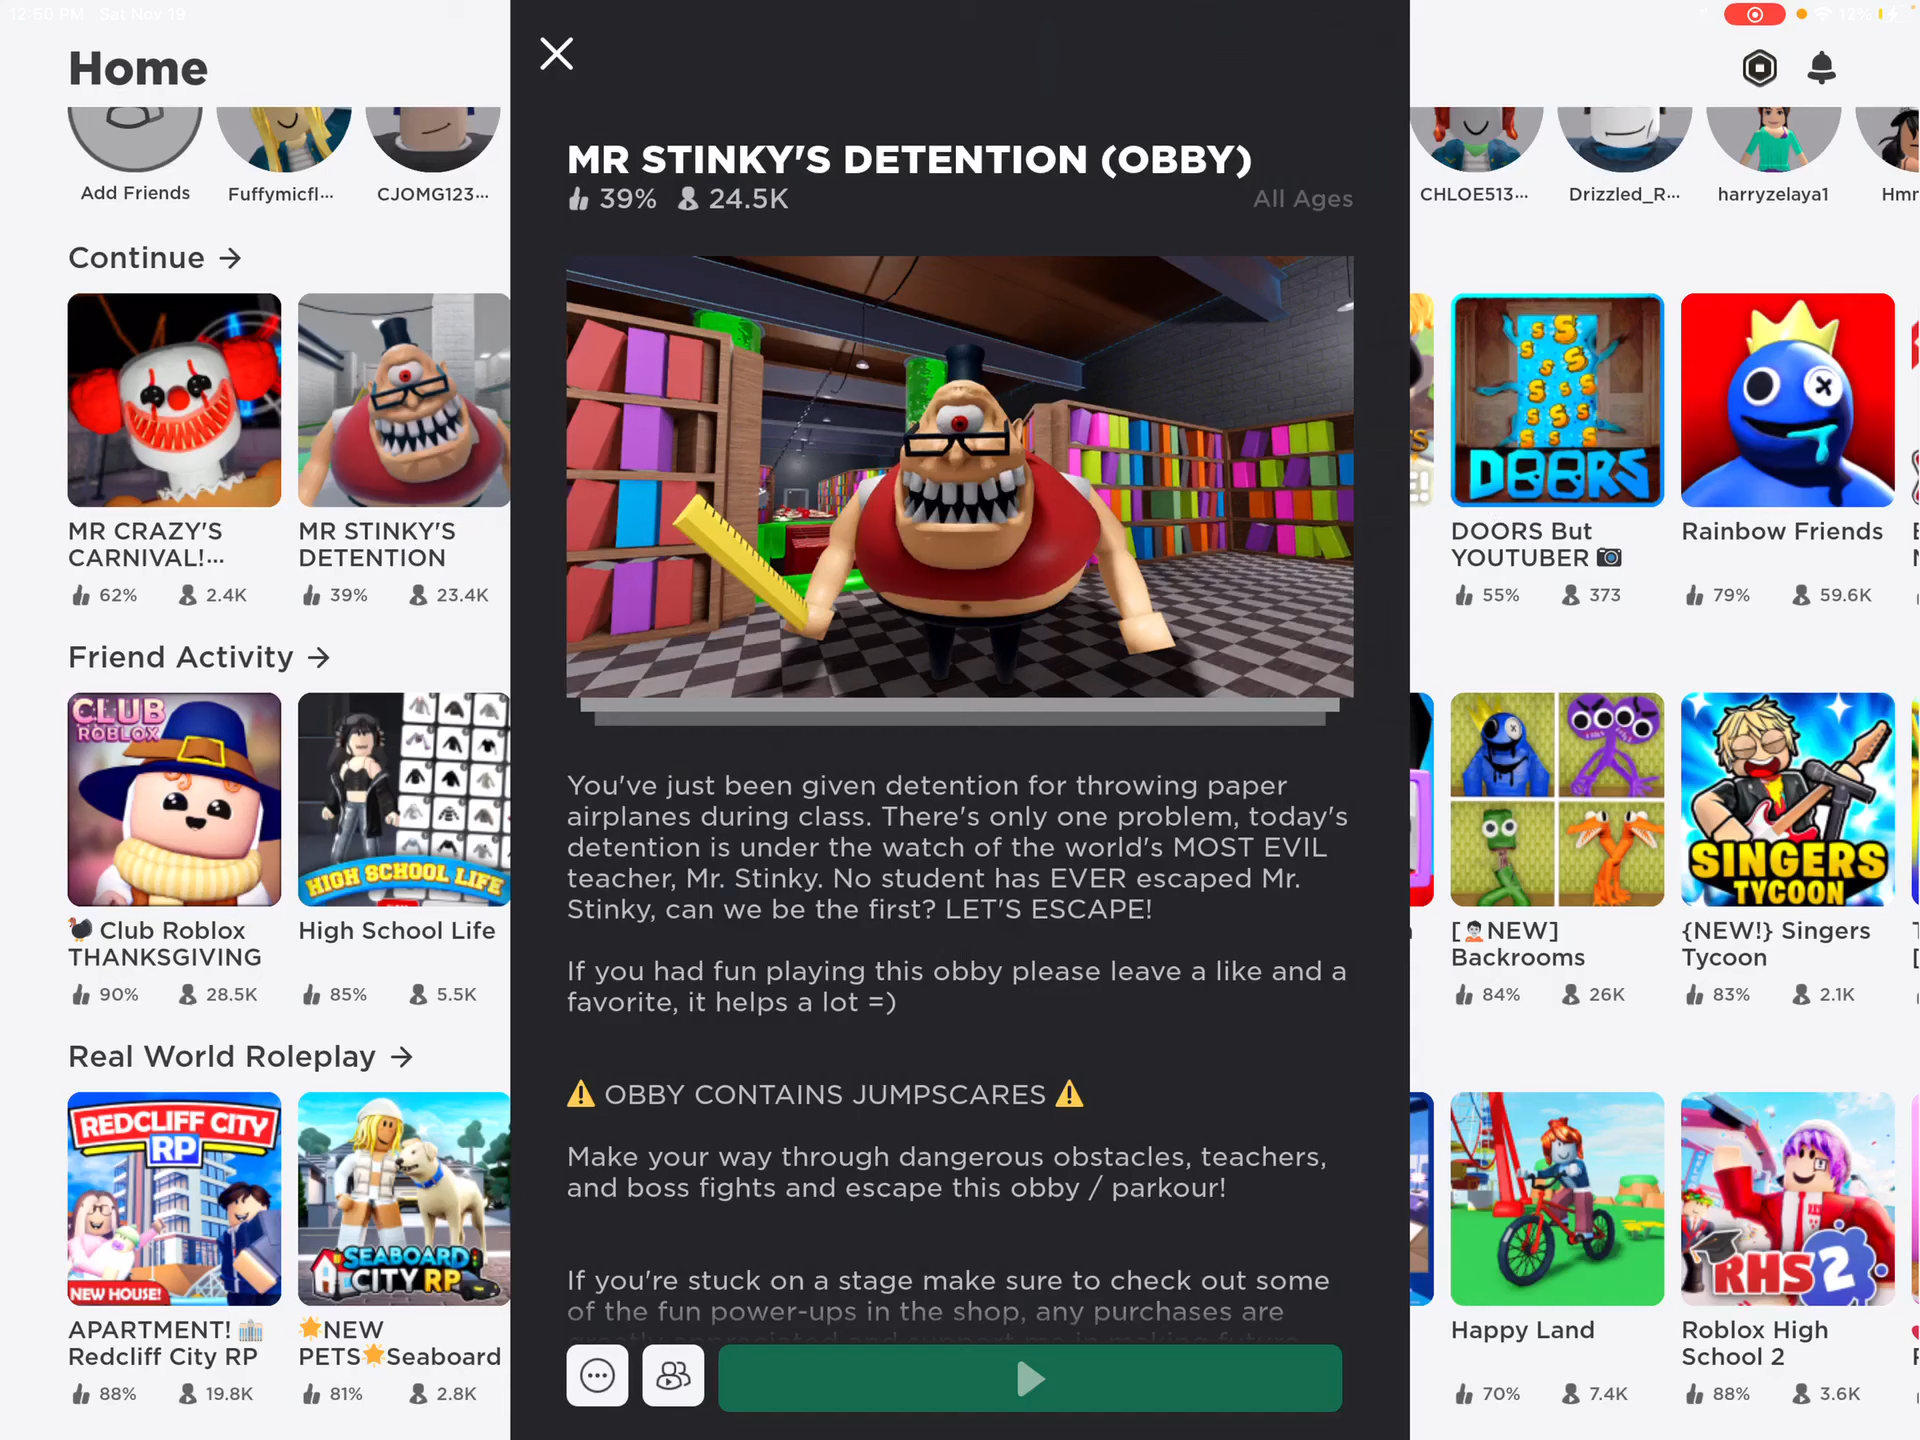 12:50 PM Sat Nov 19
12%
Home
Add Friends
Fuffymicfl...
CJOMG123...
CHLOE513...
Drizzled_R...
harryzelaya1
Continue →
MR CRAZY'S
CARNIVAL!...
62% 2.4K
MR STINKY'S
DETENTION
39% 23.4K
Friend Activity →
CLUB
ROBLOX
🦃 Club Roblox
THANKSGIVING
90% 28.5K
HIGH SCHOOL LIFE
High School Life
85% 5.5K
Real World Roleplay →
REDCLIFF CITY
RP
NEW HOUSE!
APARTMENT! 🏙
Redcliff City RP
88% 19.8K
SEABOARD
CITY RP
🌟NEW
PETS🌟Seaboard
81% 2.8K
MR STINKY'S DETENTION (OBBY)
39% 24.5K
All Ages
You've just been given detention for throwing paper
airplanes during class. There's only one problem, today's
detention is under the watch of the world's MOST EVIL
teacher, Mr. Stinky. No student has EVER escaped Mr.
Stinky, can we be the first? LET'S ESCAPE!
If you had fun playing this obby please leave a like and a
favorite, it helps a lot =)
⚠️ OBBY CONTAINS JUMPSCARES ⚠️
Make your way through dangerous obstacles, teachers,
and boss fights and escape this obby / parkour!
If you're stuck on a stage make sure to check out some
of the fun power-ups in the shop, any purchases are
DOORS
DOORS But
YOUTUBER 📷
55% 373
Rainbow Friends
79% 59.6K
[NEW]
Backrooms
84% 26K
SINGERS
TYCOON
{NEW!} Singers
Tycoon
83% 2.1K
Happy Land
70% 7.4K
RHS 2
Roblox High
School 2
88% 3.6K